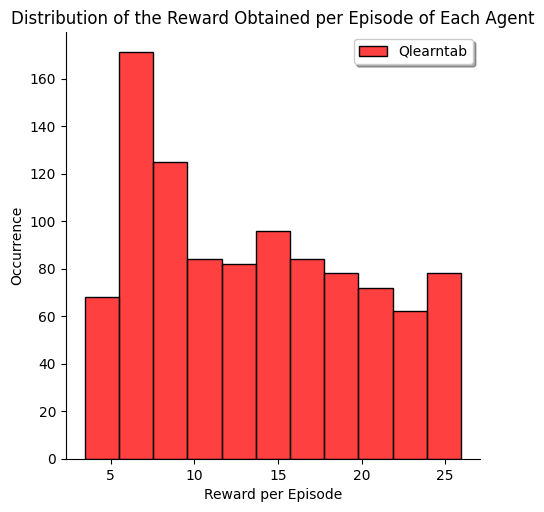 Distribution of the Reward Obtained per Episode of Each Agent
Qlearntab
160
140
120
100
80
60
40
20
0
Occurrence
5 10 15 20 25
Reward per Episode